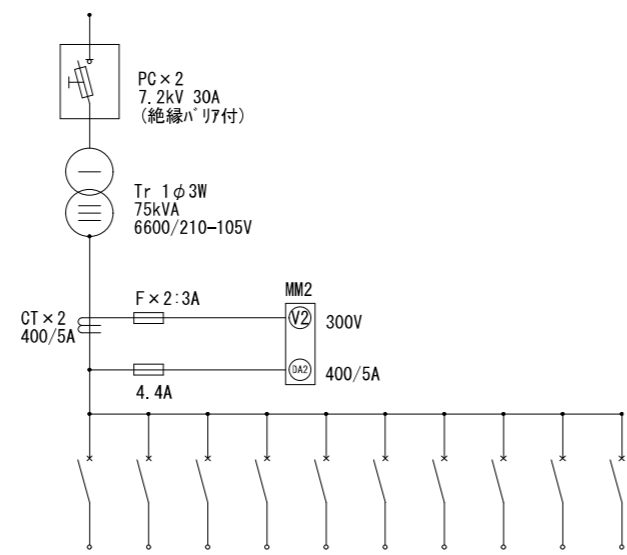 PC×2
7.2kV 30A
(絶縁バリア付)
Tr 1φ3W
75kVA
6600/210−105V
F×2:3A
MM2
CT×2
400/5A
V2
300V
DA2
400/5A
4.4A